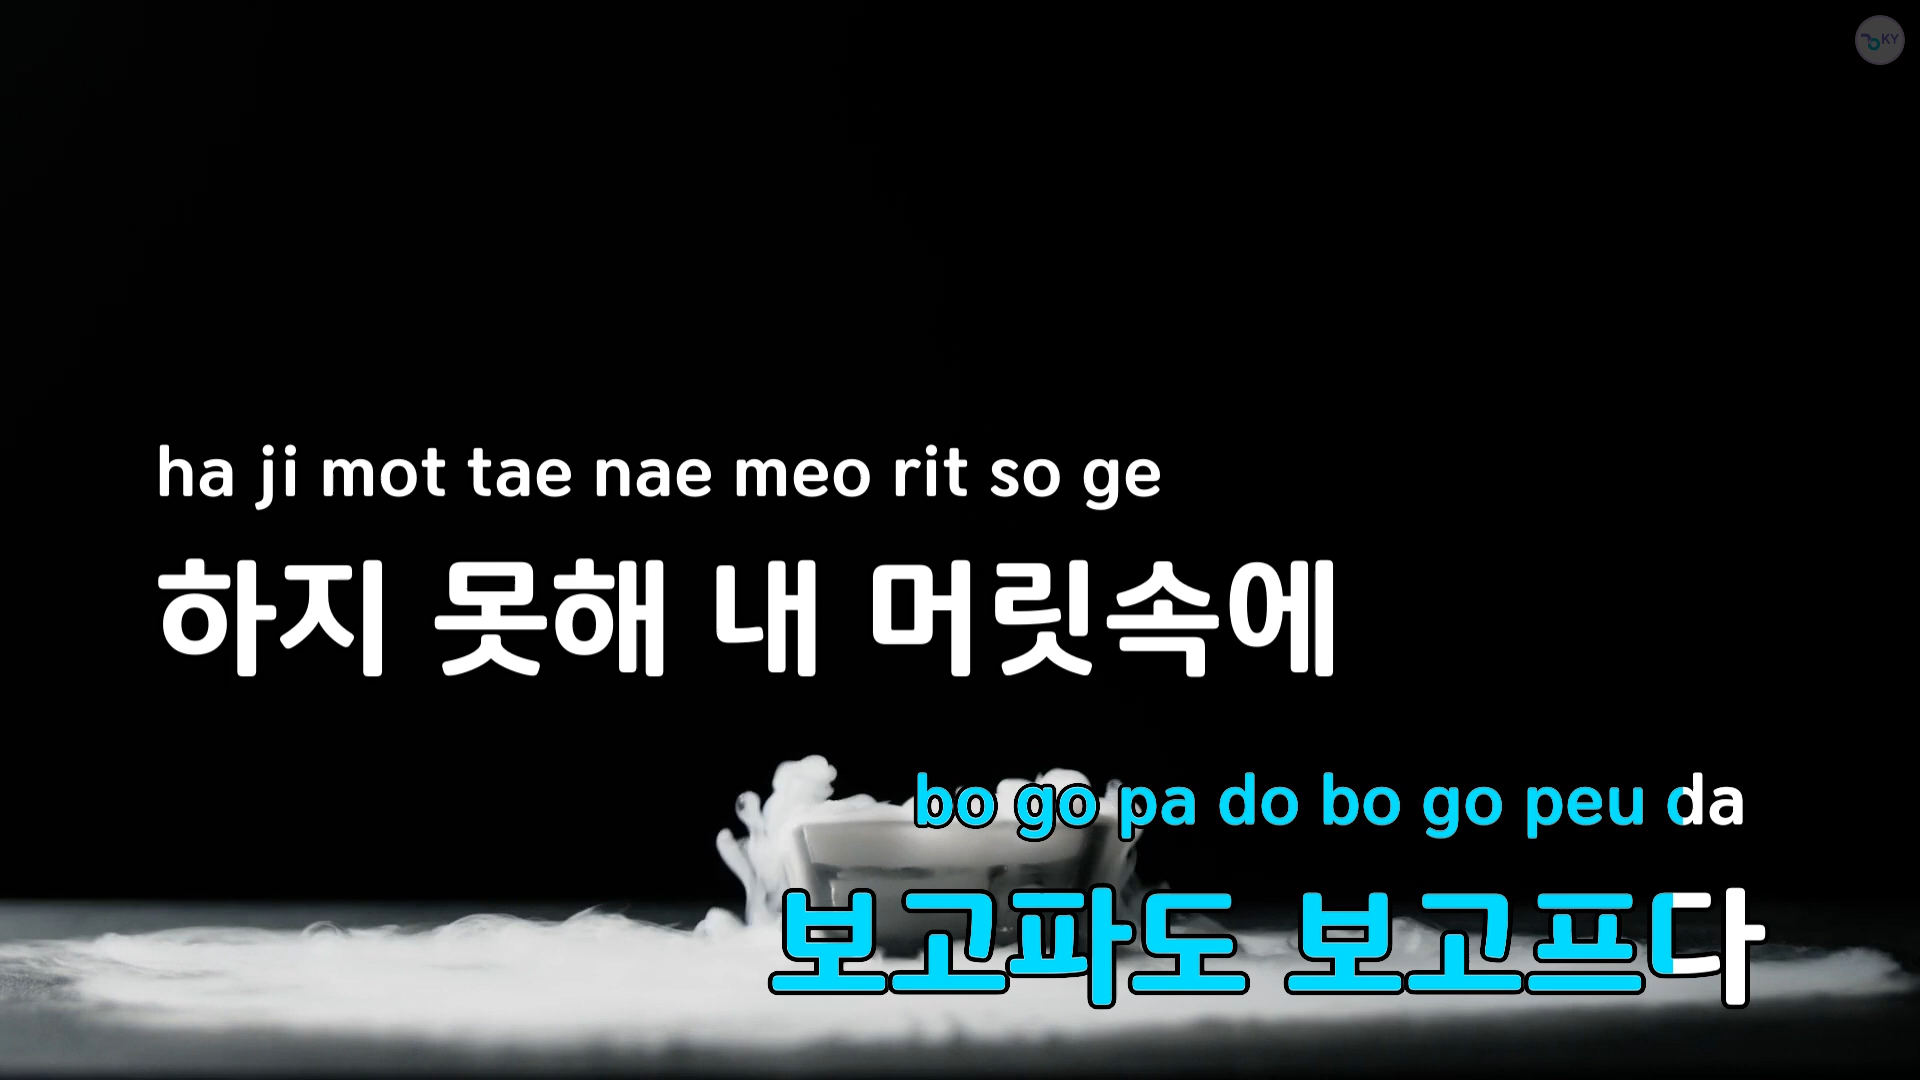 KY
ha ji mot tae nae meo rit so ge
하지 못해 내 머릿속에
bo go pa do bo go peu da
보고파도 보고프다